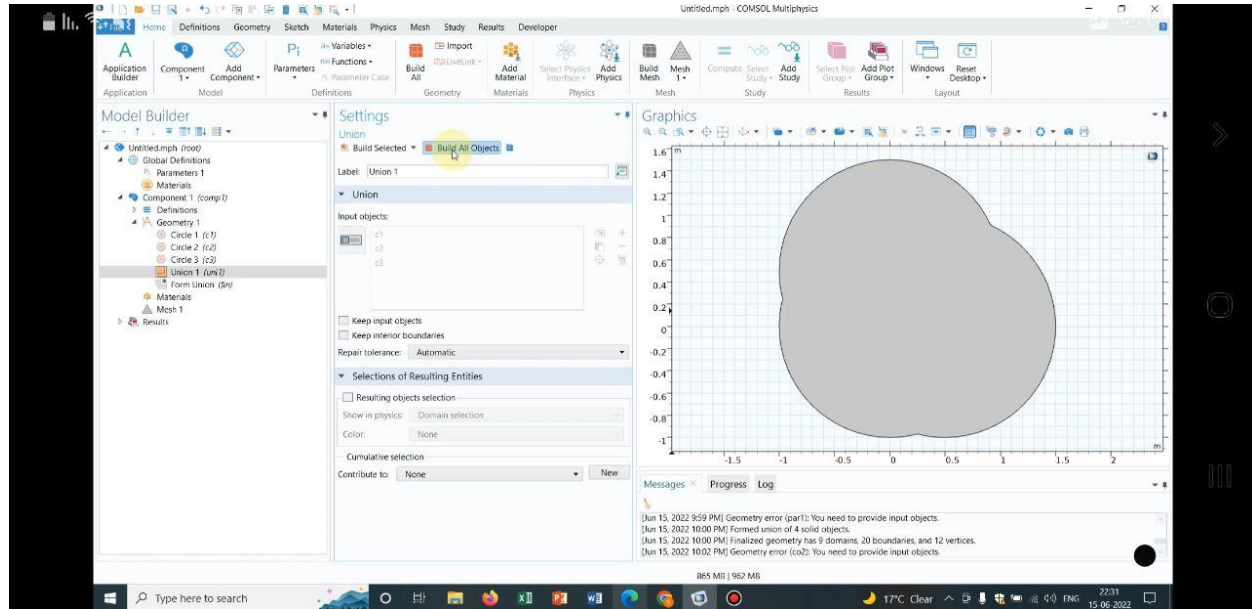 Untitled.mph - COMSOL Multiphysics
Home Definitions Geometry Sketch Materials Physics Mesh Study Results Developer
Application Builder
Component 1
Add Component
Parameters
a= Variables
f(x) Functions
Parameter Case
Build All
Import
LiveLink
Add Material
Select Physics Interface
Add Physics
Build Mesh
Mesh 1
Compute
Select Study
Add Study
Select Plot Group
Add Plot Group
Windows
Reset Desktop
Application Model Definitions Geometry Materials Physics Mesh Study Results Layout
Model Builder
Untitled.mph (root)
Global Definitions
Parameters 1
Materials
Component 1 (comp1)
Definitions
Geometry 1
Circle 1 (c1)
Circle 2 (c2)
Circle 3 (c3)
Union 1 (uni1)
Form Union (fin)
Materials
Mesh 1
Results
Settings
Union
Build Selected Build All Objects
Label: Union 1
Union
Input objects:
c1
c2
c3
Keep input objects
Keep interior boundaries
Repair tolerance: Automatic
Selections of Resulting Entities
Resulting objects selection
Show in physics: Domain selection
Color: None
Cumulative selection
Contribute to: None New
Graphics
m
1.6
1.4
1.2
1
0.8
0.6
0.4
0.2
0
-0.2
-0.4
-0.6
-0.8
-1
m
-1.5 -1 -0.5 0 0.5 1 1.5 2
Messages Progress Log
[Jun 15, 2022 9:59 PM] Geometry error (par1): You need to provide input objects.
[Jun 15, 2022 10:00 PM] Formed union of 4 solid objects.
[Jun 15, 2022 10:00 PM] Finalized geometry has 9 domains, 20 boundaries, and 12 vertices.
[Jun 15, 2022 10:02 PM] Geometry error (co2): You need to provide input objects.
865 MB | 962 MB
Type here to search
17°C Clear
ENG
22:31
15-06-2022